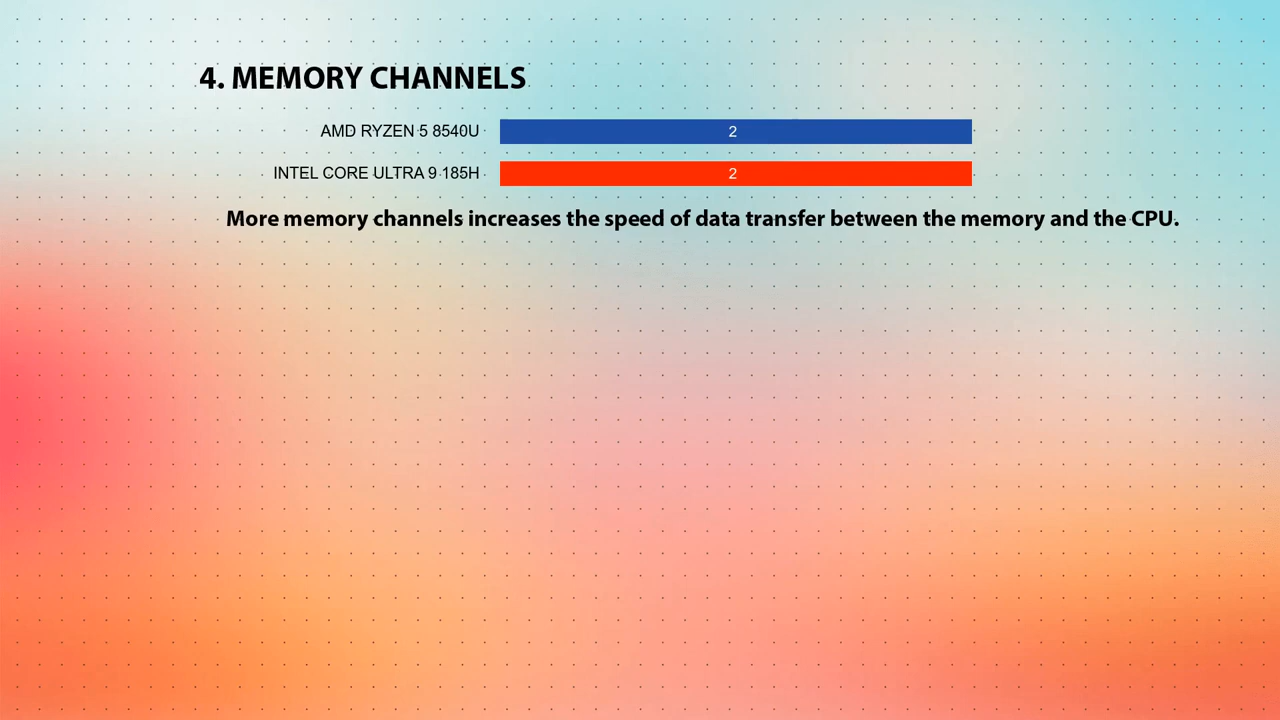 4. MEMORY CHANNELS
AMD RYZEN 5 8540U
2
INTEL CORE ULTRA 9 185H
2
More memory channels increases the speed of data transfer between the memory and the CPU.